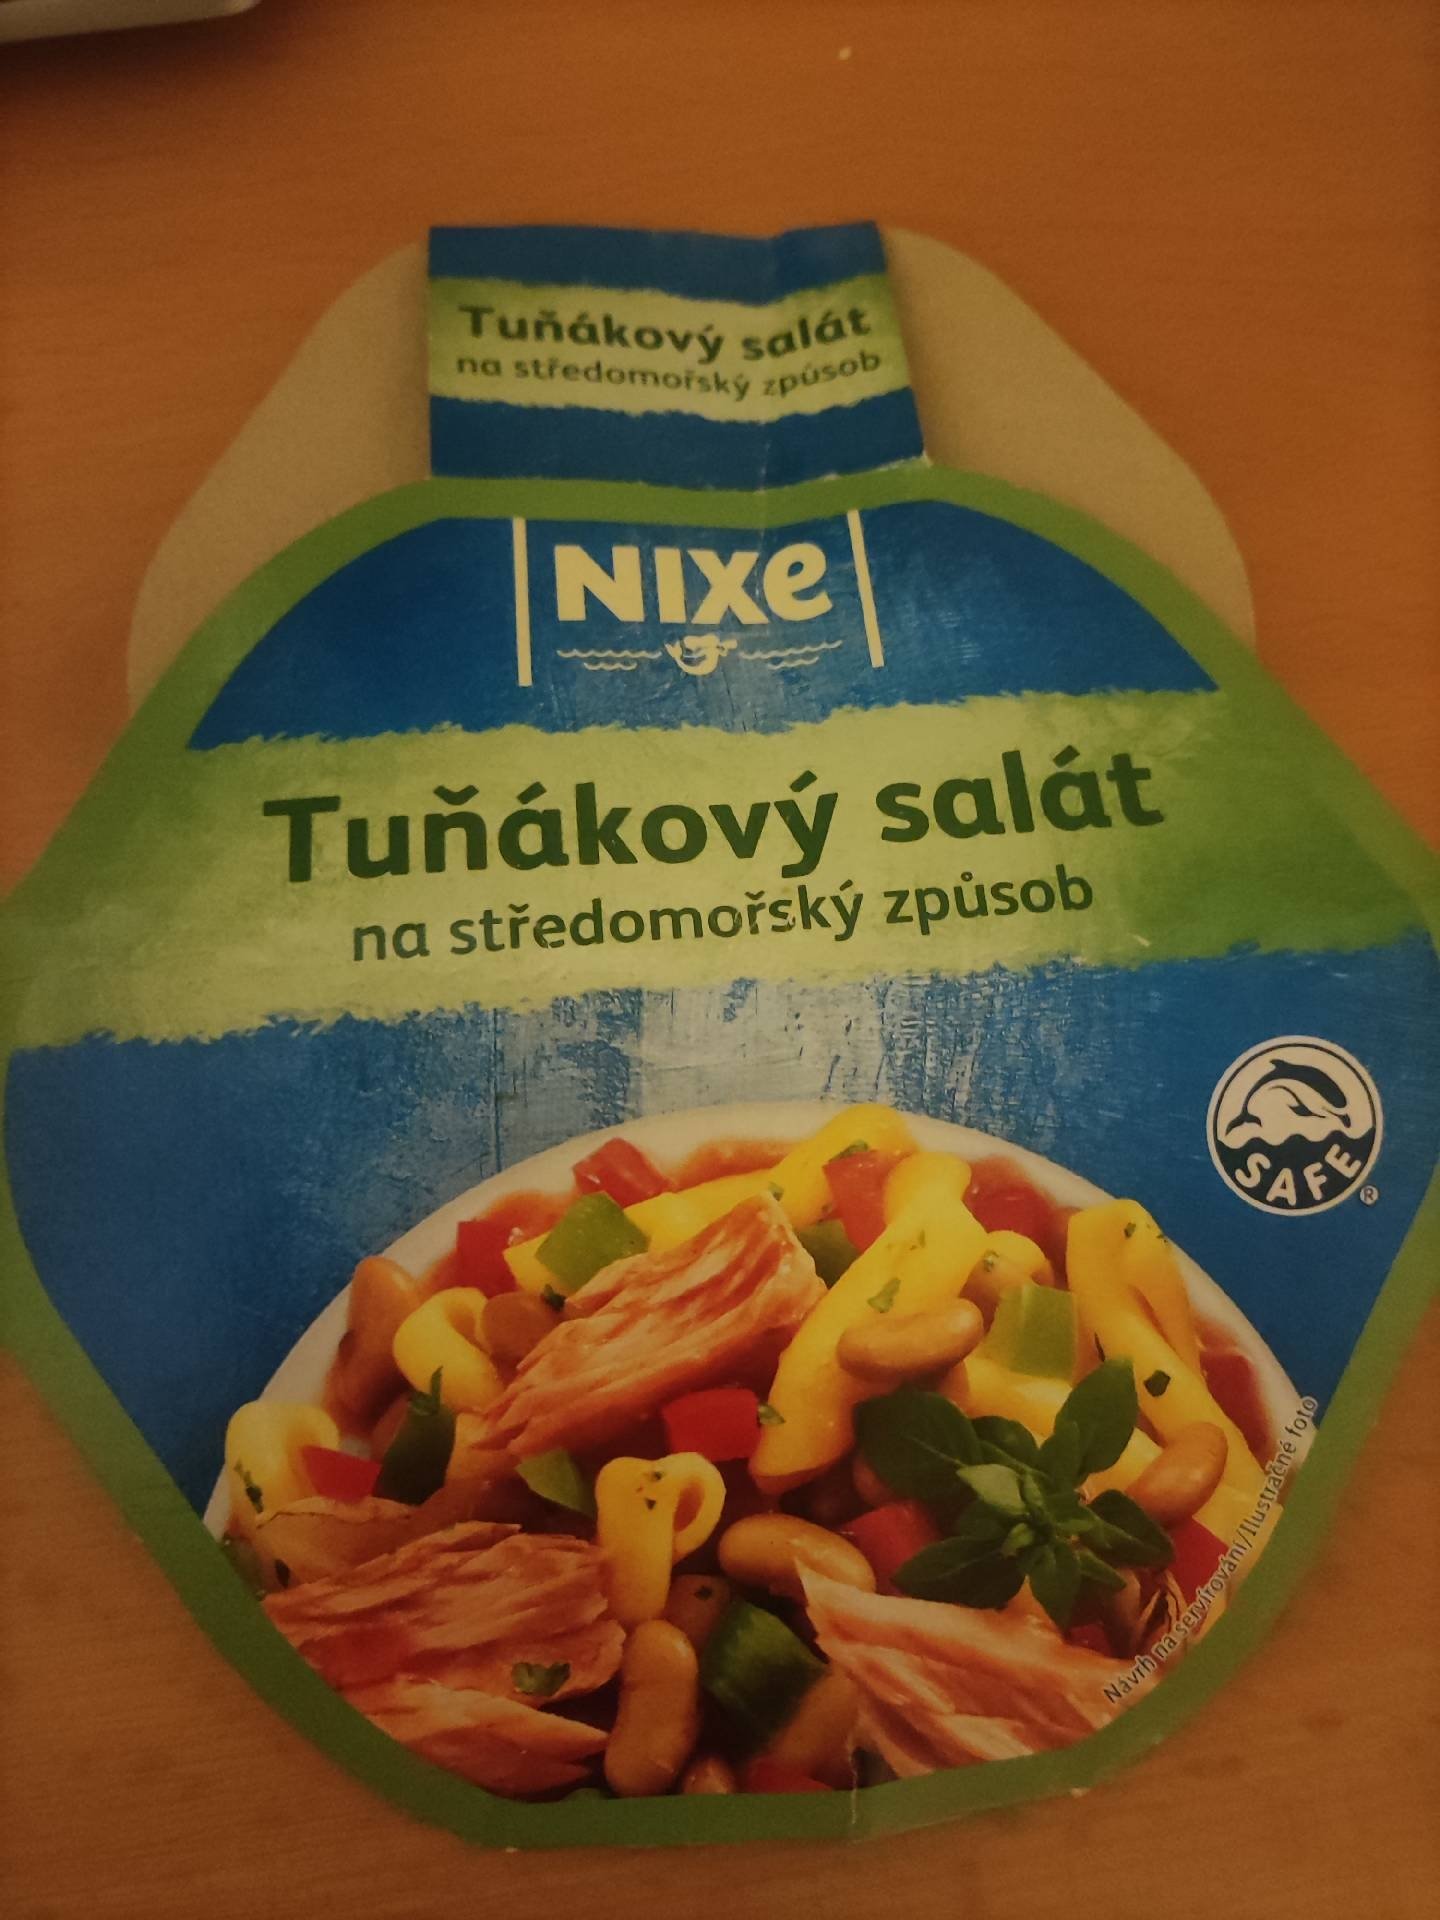 Tuňákový salát
na středomořský způsob
NIXe
Tuňákový salát
na středomořský způsob
SAFE®
Návrh na servírování/Ilustračné foto